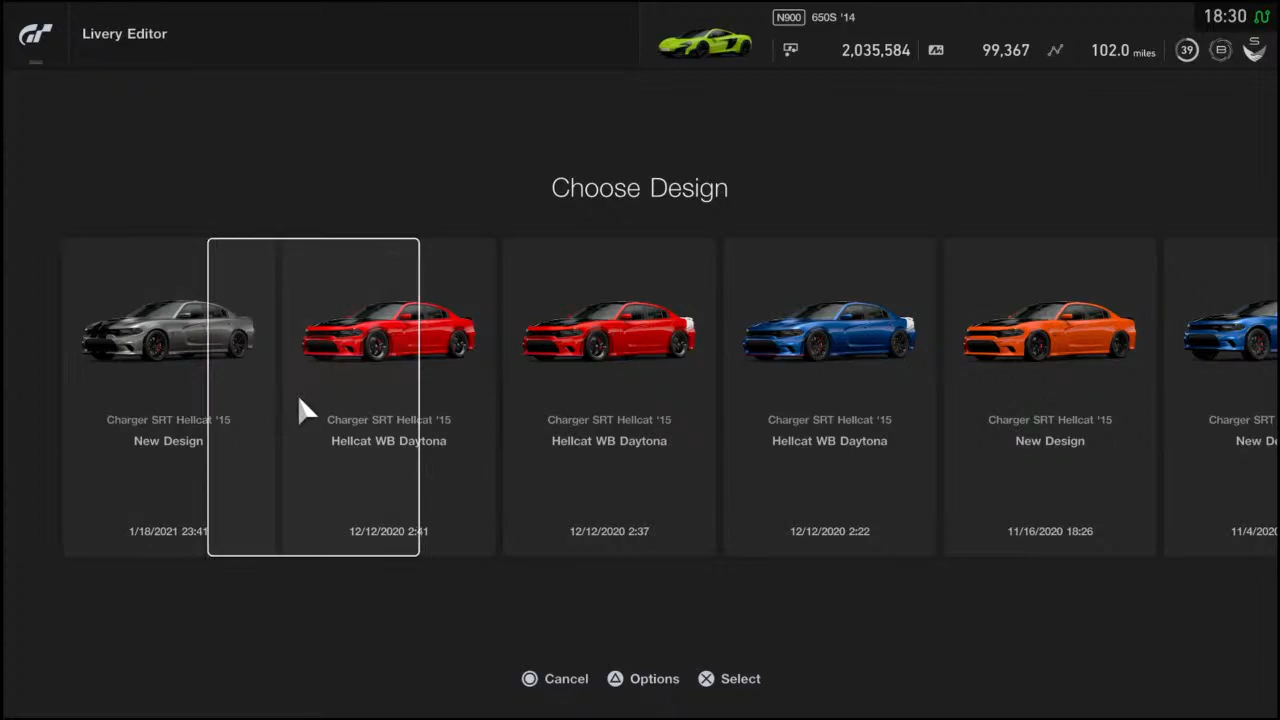 Livery Editor
N900 650S '14
18:30
2,035,584
99,367
102.0 miles
39
B
S
Choose Design
Charger SRT Hellcat '15
New Design
1/18/2021 23:41
Charger SRT Hellcat '15
Hellcat WB Daytona
12/12/2020 2:41
Charger SRT Hellcat '15
Hellcat WB Daytona
12/12/2020 2:37
Charger SRT Hellcat '15
Hellcat WB Daytona
12/12/2020 2:22
Charger SRT Hellcat '15
New Design
11/16/2020 18:26
Charger SRT
New D
11/4/202
Cancel Options Select